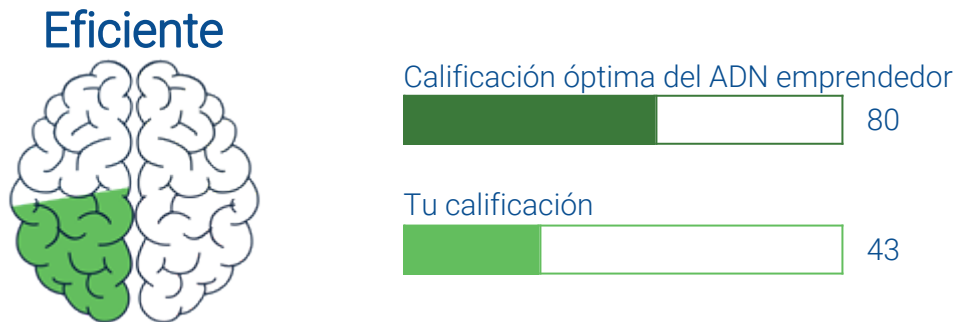 Eficiente
Calificación óptima del ADN emprendedor
80
Tu calificación
43